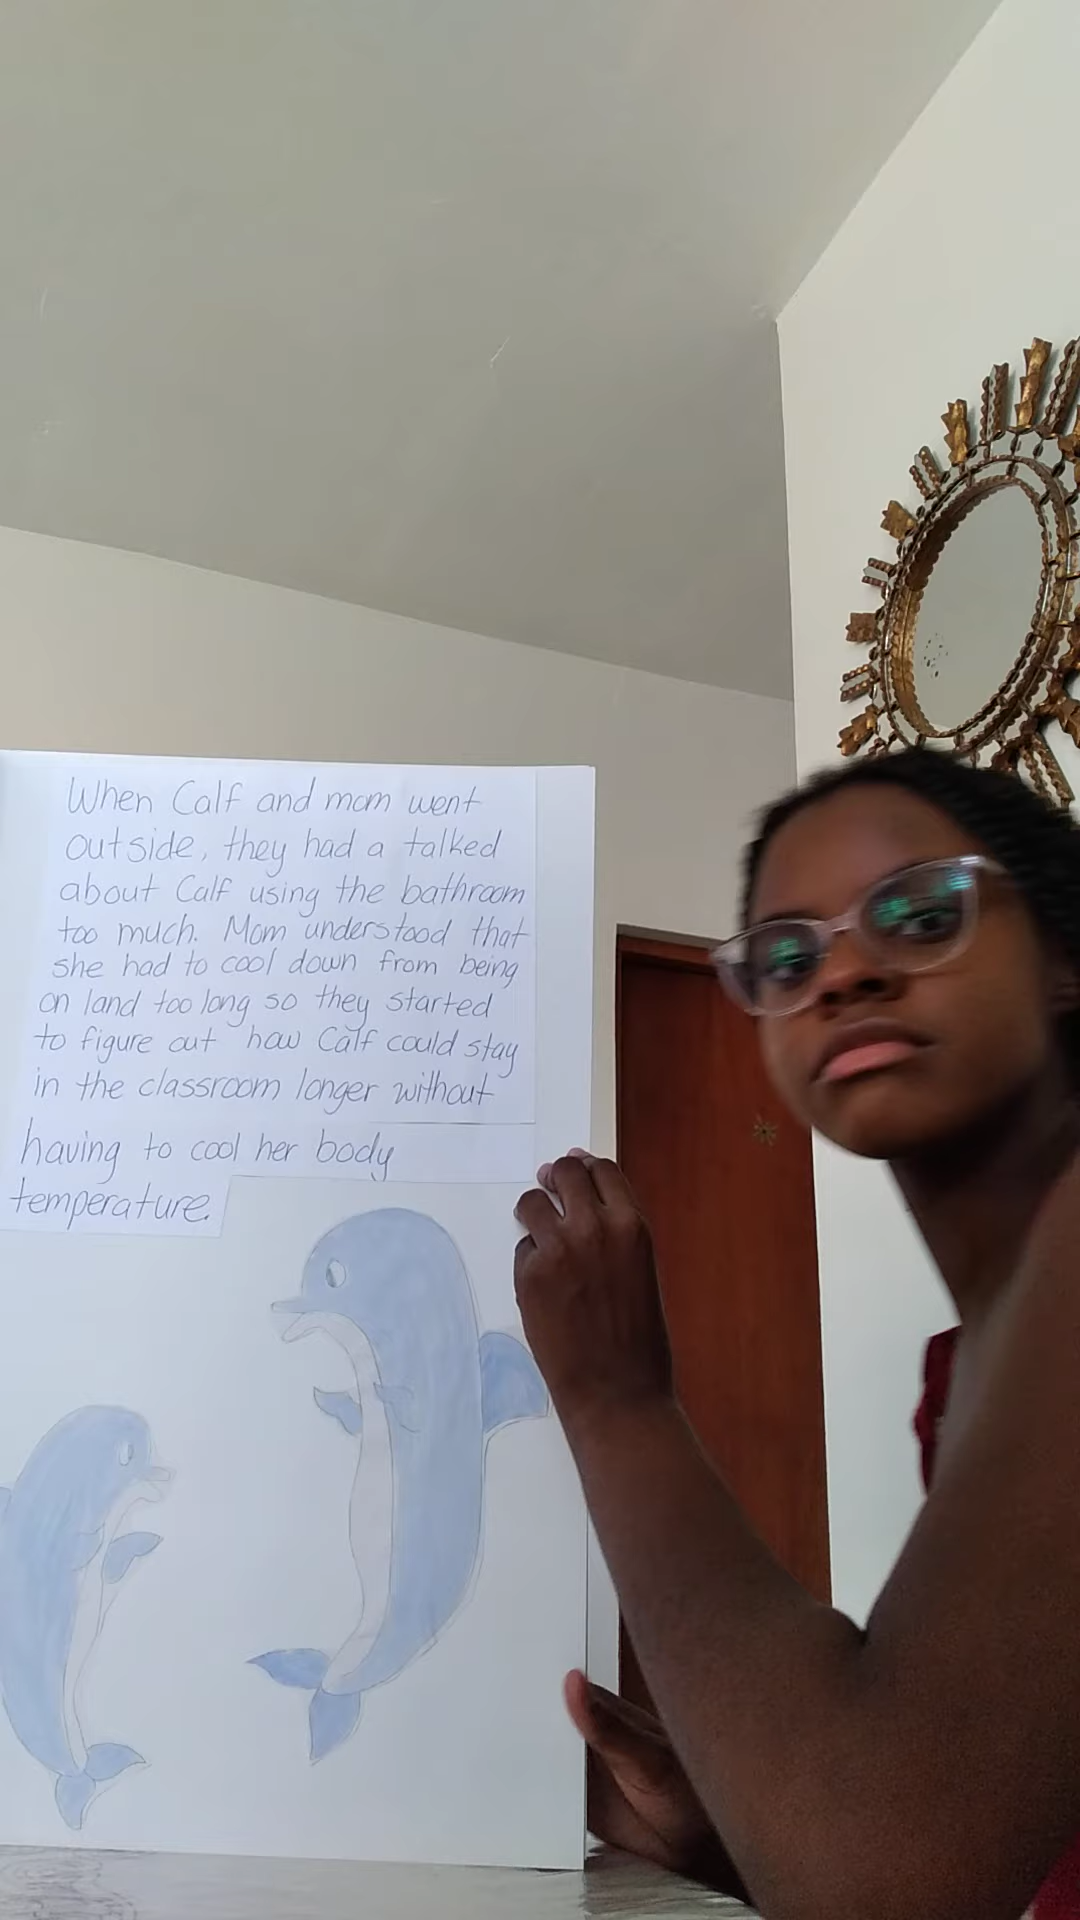 When Calf and mom went
outside, they had a talked
about Calf using the bathroom
too much. Mom understood that
she had to cool down from being
on land too long so they started
to figure out how Calf could stay
in the classroom longer without
having to cool her body
temperature.